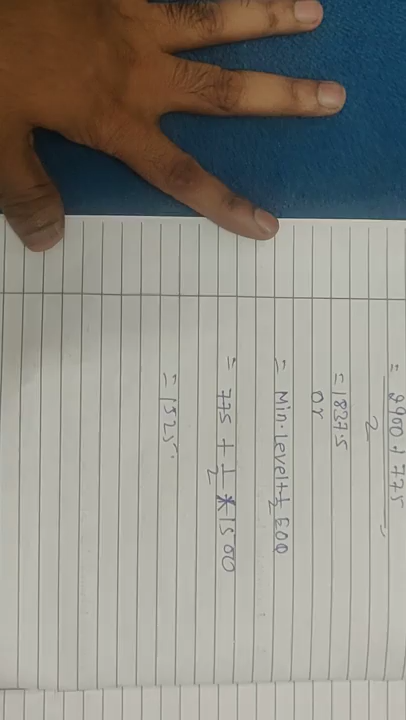 = 2900 + 775
2
= 1837.5
or
= Min. Level + 1/2 EOQ
= 775 + 1/2 * 1500
= 1525.